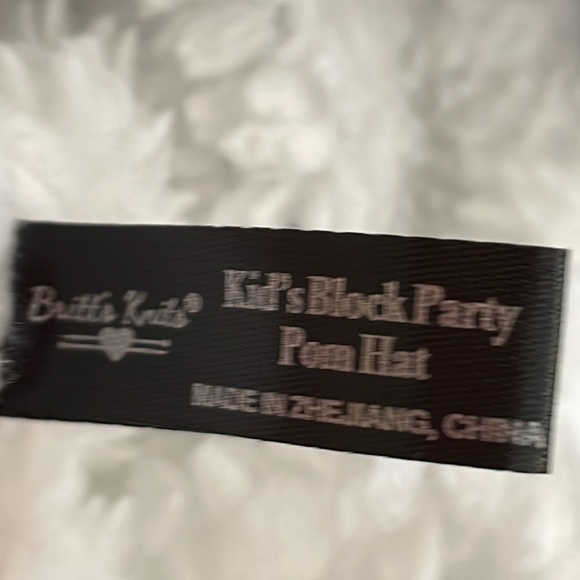 Britt's Knits®
Kid's Block Party
Pom Hat
MADE IN ZHEJIANG, CHINA